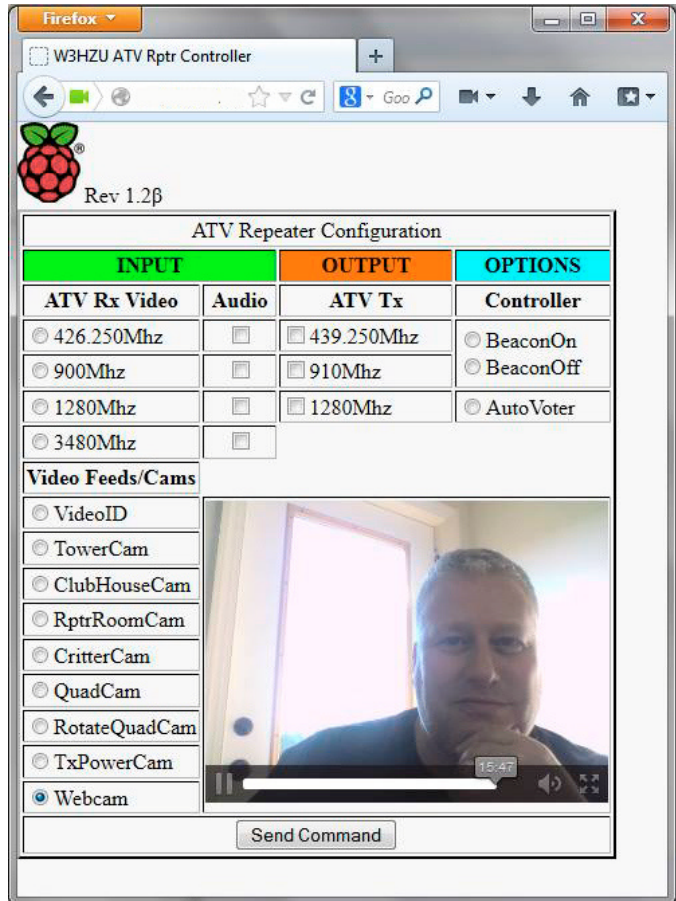 Firefox
W3HZU ATV Rptr Controller
+
8 Goo
®
Rev 1.2β
ATV Repeater Configuration
INPUT OUTPUT OPTIONS
ATV Rx Video Audio ATV Tx Controller
426.250Mhz 439.250Mhz BeaconOn
900Mhz 910Mhz BeaconOff
1280Mhz 1280Mhz AutoVoter
3480Mhz
Video Feeds/Cams
VideoID
TowerCam
ClubHouseCam
RptrRoomCam
CritterCam
QuadCam
RotateQuadCam
TxPowerCam
15:47
Webcam
Send Command